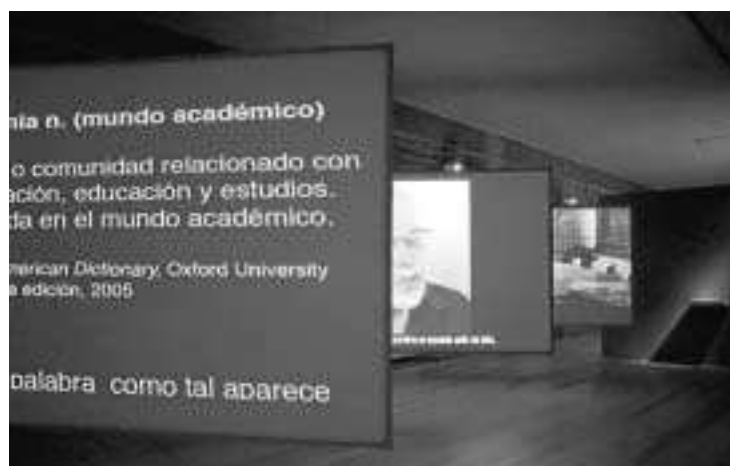 nia n. (mundo académico)
o comunidad relacionado con
ación, educación y estudios.
da en el mundo académico.
merican Dictionary, Oxford University
a edición, 2005
palabra como tal aparece